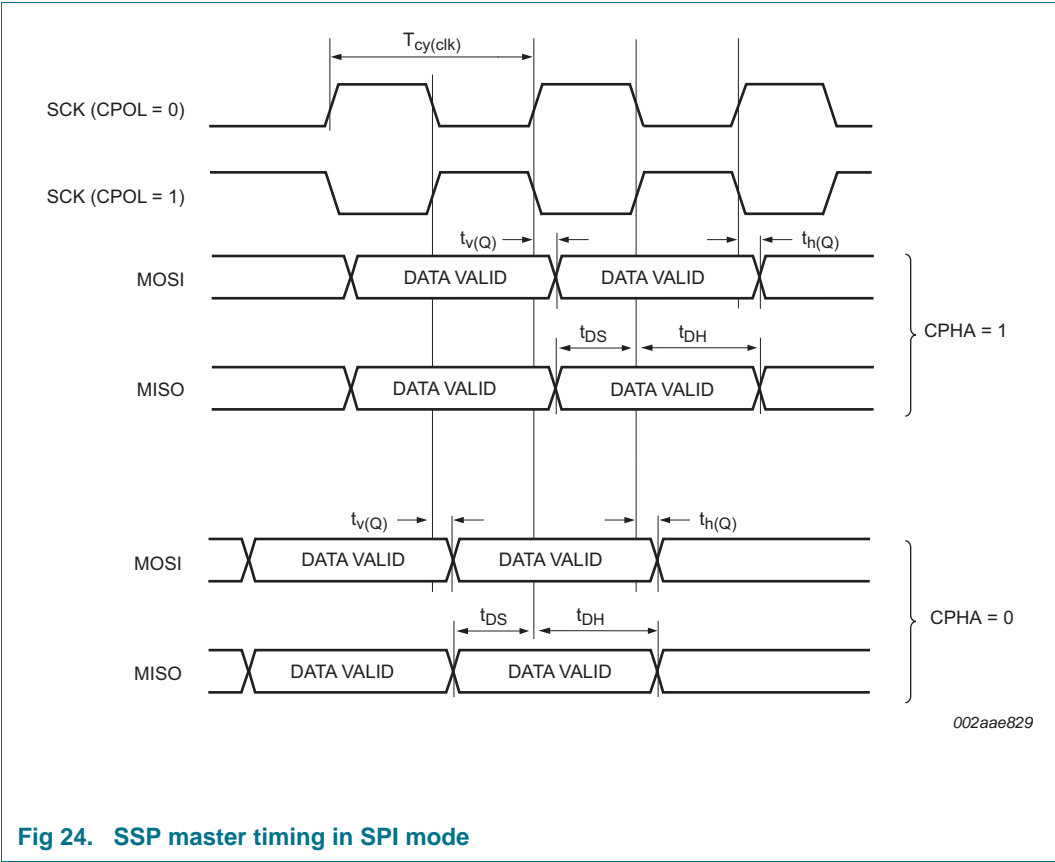 Tcy(clk)
SCK (CPOL = 0)
SCK (CPOL = 1)
tv(Q)
th(Q)
MOSI
DATA VALID
DATA VALID
tDS
tDH
CPHA = 1
MISO
DATA VALID
DATA VALID
tv(Q)
th(Q)
MOSI
DATA VALID
DATA VALID
tDS
tDH
CPHA = 0
MISO
DATA VALID
DATA VALID
002aae829
Fig 24. SSP master timing in SPI mode